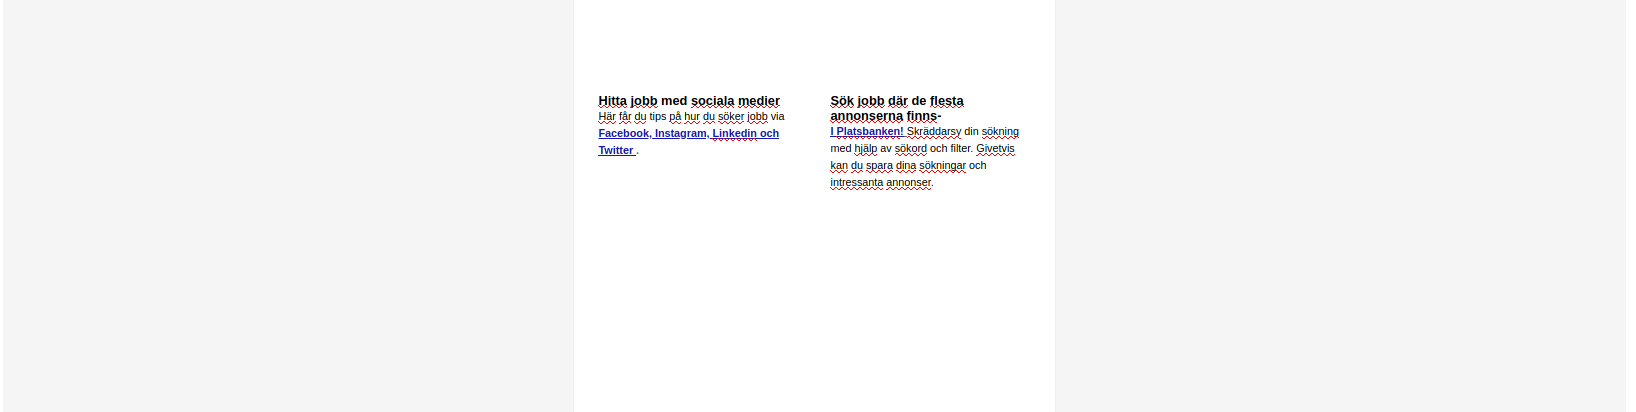 Hitta jobb med sociala medier
Här får du tips på hur du söker jobb via
Facebook, Instagram, Linkedin och
Twitter .
Sök jobb där de flesta
annonserna finns-
I Platsbanken! Skräddarsy din sökning
med hjälp av sökord och filter. Givetvis
kan du spara dina sökningar och
intressanta annonser.